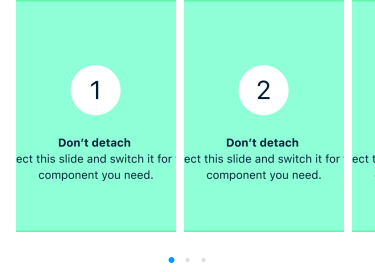 1
Don’t detach
ect this slide and switch it for
component you need.
2
Don’t detach
ect this slide and switch it for
component you need.
ect t